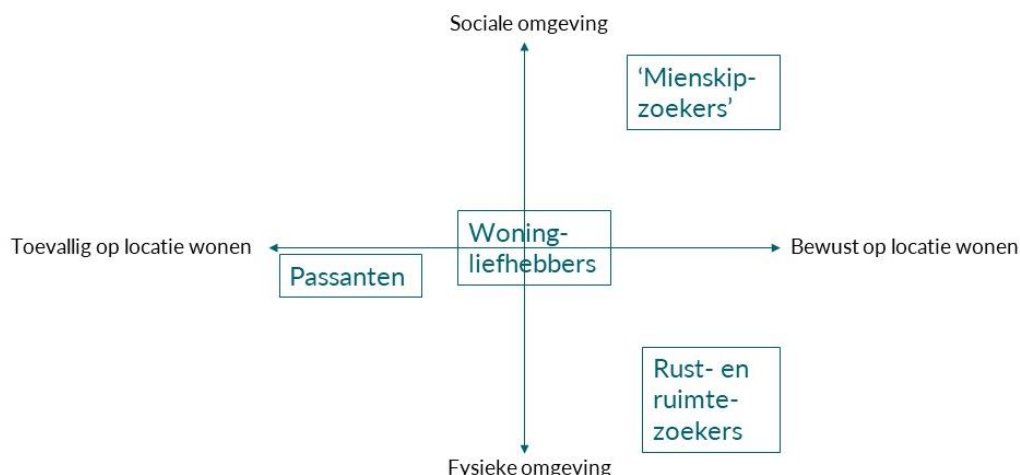 Sociale omgeving
‘Mienskip-
zoekers’
Woning-
liefhebbers
Toevallig op locatie wonen
Bewust op locatie wonen
Passanten
Rust- en
ruimte-
zoekers
Fysieke omgeving